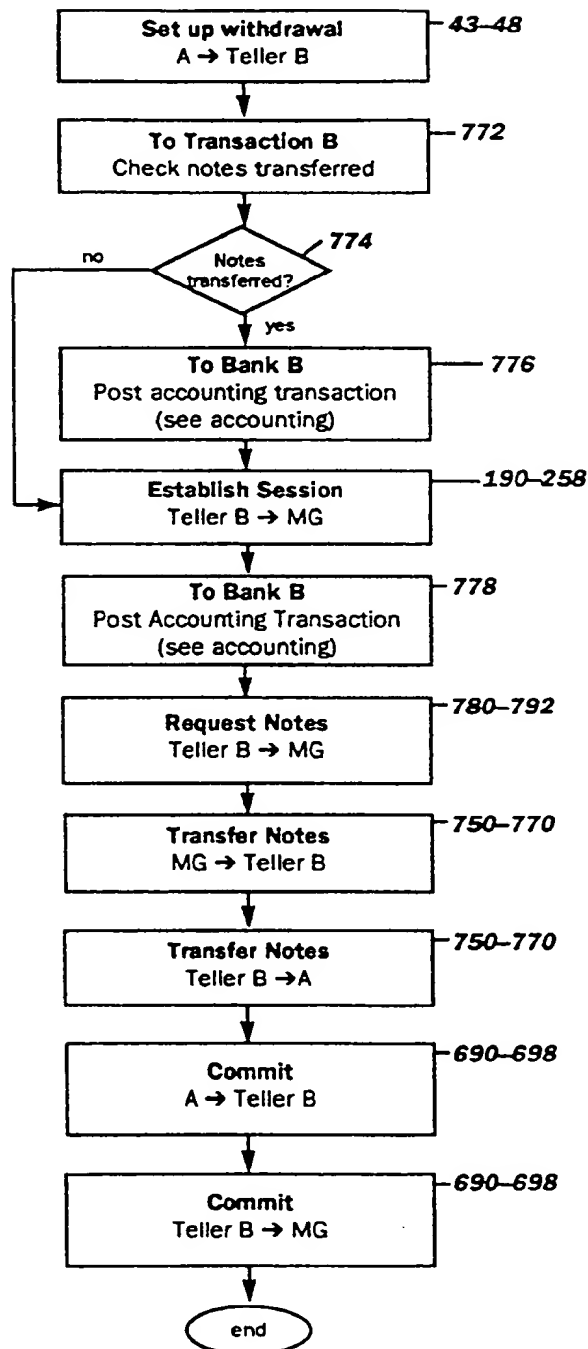 Set up withdrawal
A → Teller B
43–48
To Transaction B
Check notes transferred
772
774
no
Notes
transferred?
yes
To Bank B
Post accounting transaction
(see accounting)
776
Establish Session
Teller B → MG
190–258
To Bank B
Post Accounting Transaction
(see accounting)
778
Request Notes
Teller B → MG
780–792
Transfer Notes
MG → Teller B
750–770
Transfer Notes
Teller B →A
750–770
Commit
A → Teller B
690–698
Commit
Teller B → MG
690–698
end